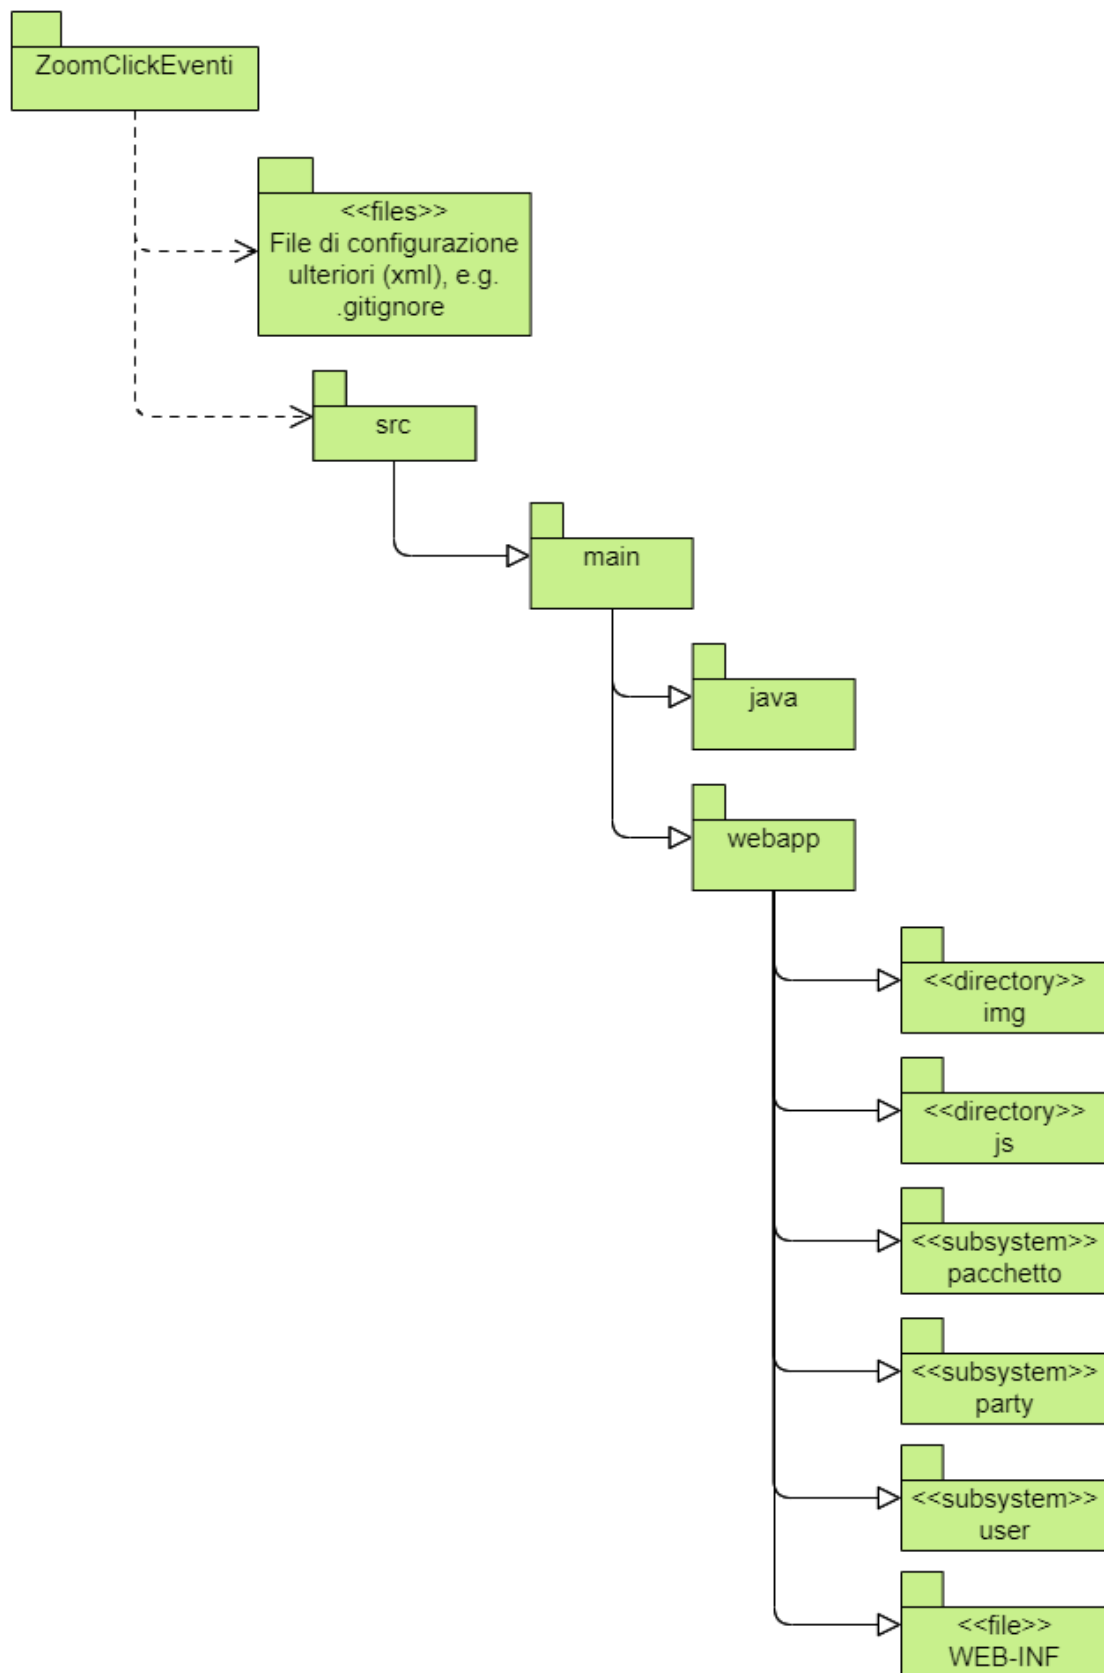 ZoomClickEventi
<<files>>
File di configurazione
ulteriori (xml), e.g.
.gitignore
src
main
java
webapp
<<directory>>
img
<<directory>>
js
<<subsystem>>
pacchetto
<<subsystem>>
party
<<subsystem>>
user
<<file>>
WEB-INF